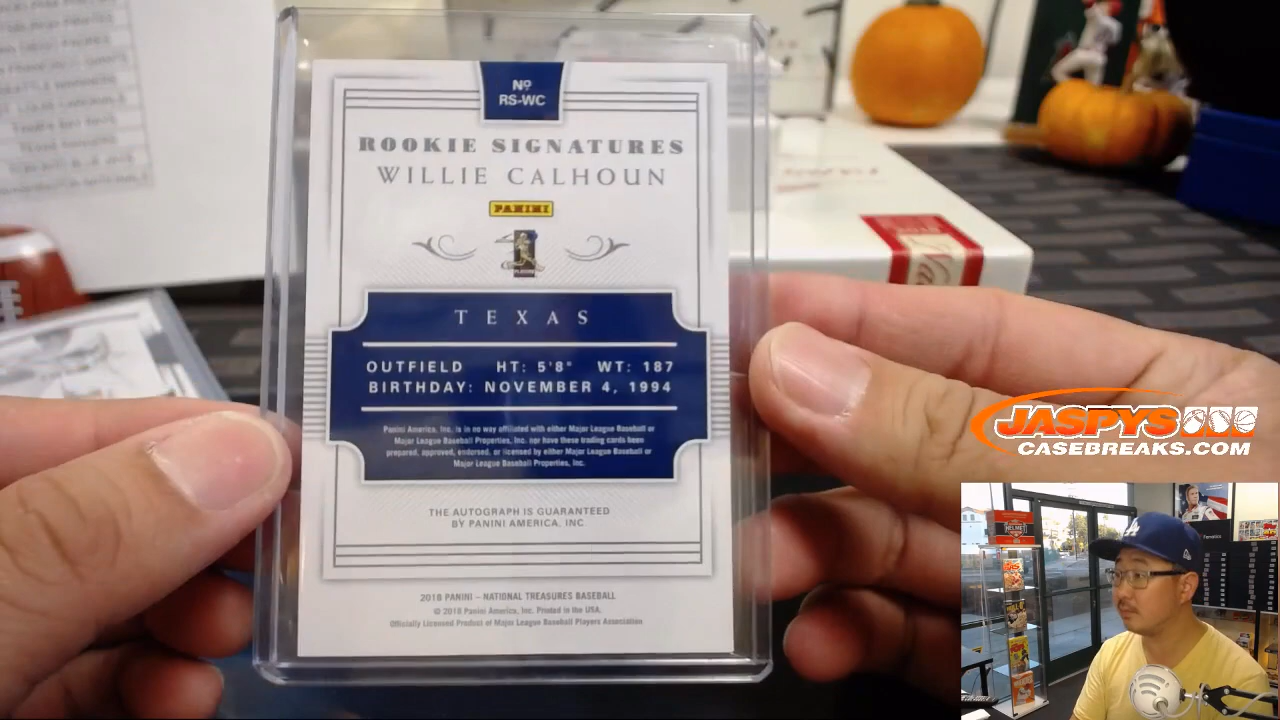 Nº
RS-WC
ROOKIE SIGNATURES
WILLIE CALHOUN
PANINI
TEXAS
OUTFIELD HT: 5'8" WT: 187
BIRTHDAY: NOVEMBER 4, 1994
Panini America, Inc. is in no way affiliated with either Major League Baseball or
Major League Baseball Properties, Inc. nor have these trading cards been
prepared, approved, endorsed, or licensed by either Major League Baseball or
Major League Baseball Properties, Inc.
THE AUTOGRAPH IS GUARANTEED
BY PANINI AMERICA, INC.
2018 PANINI – NATIONAL TREASURES BASEBALL
© 2018 Panini America, Inc. Printed in the USA.
Officially Licensed Product of Major League Baseball Players Association
JASPYS
CASEBREAKS.COM
HELMET
LA
Fanatics